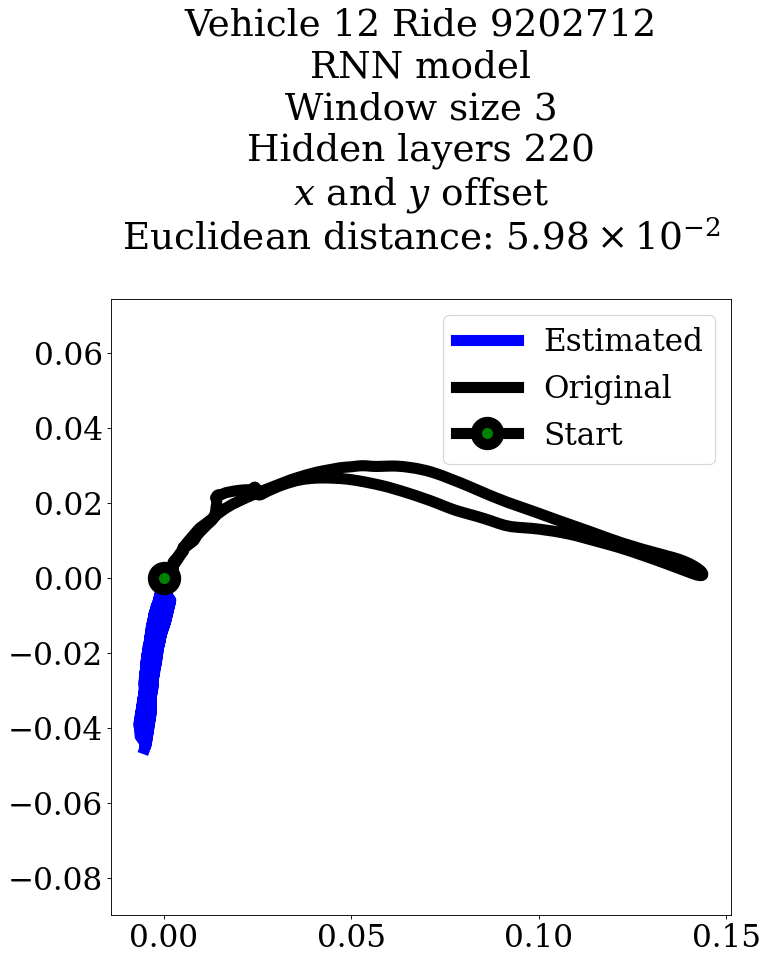 Vehicle 12 Ride 9202712
RNN model
Window size 3
Hidden layers 220
x and y offset
Euclidean distance: 5.98 × 10⁻²
Estimated
Original
Start
0.06
0.04
0.02
0.00
−0.02
−0.04
−0.06
−0.08
0.00 0.05 0.10 0.15